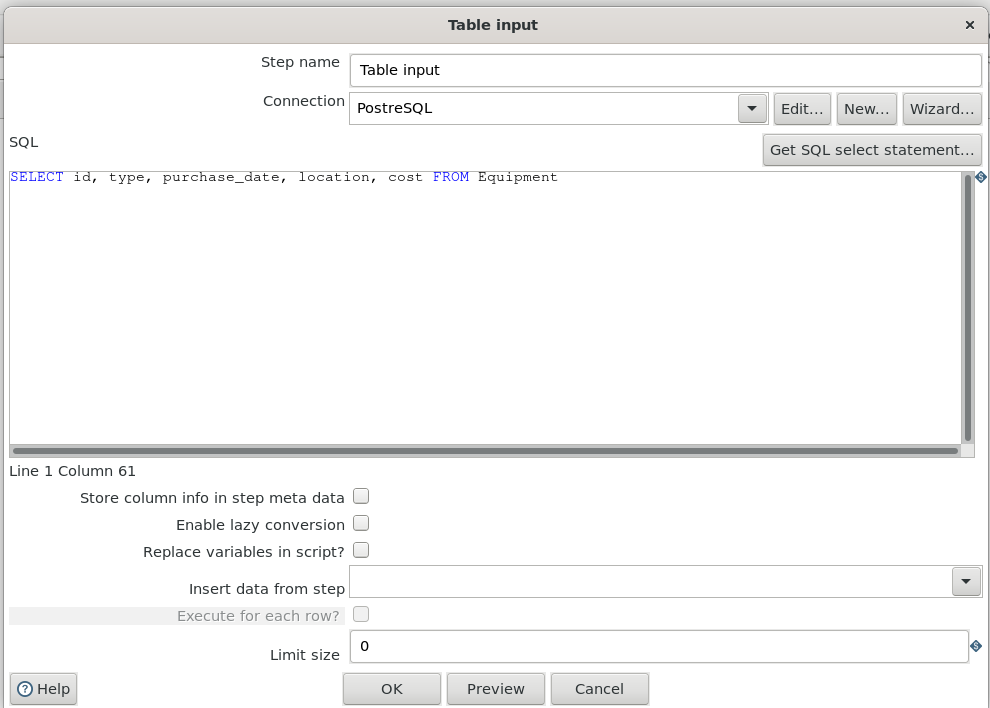 Table input
Step name Table input
Connection PostreSQL Edit... New... Wizard...
SQL Get SQL select statement...
SELECT id, type, purchase_date, location, cost FROM Equipment
Line 1 Column 61
Store column info in step meta data
Enable lazy conversion
Replace variables in script?
Insert data from step
Execute for each row?
Limit size 0
Help OK Preview Cancel